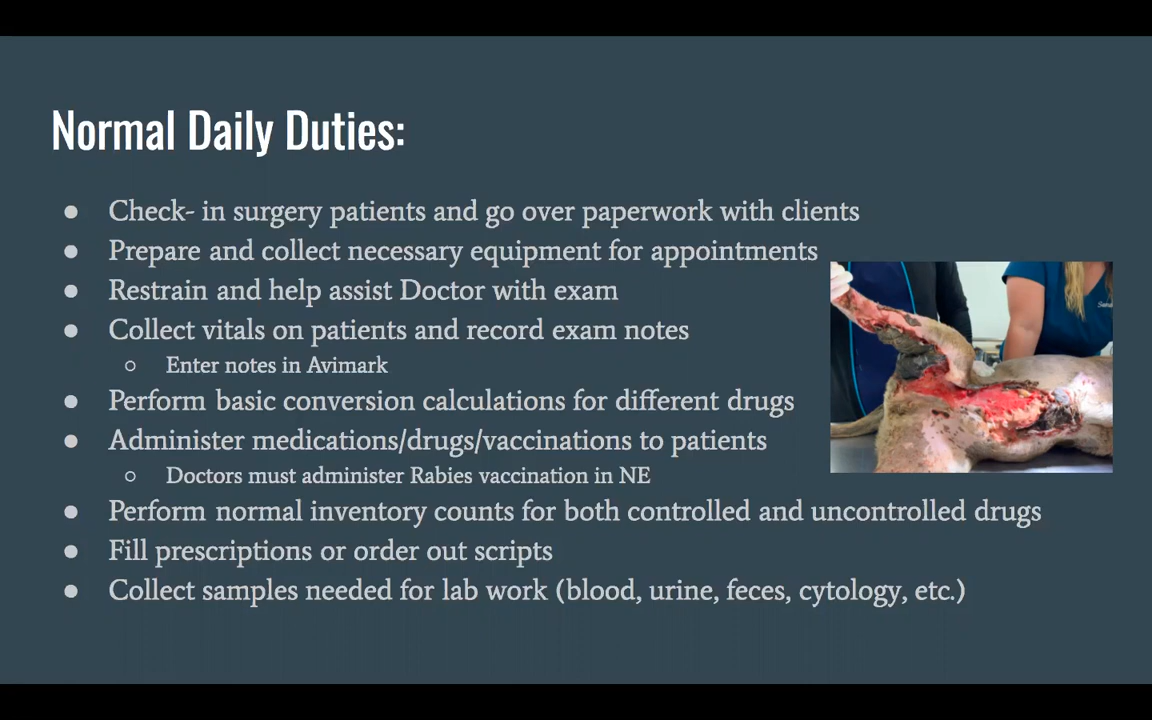 Normal Daily Duties:
● Check- in surgery patients and go over paperwork with clients
● Prepare and collect necessary equipment for appointments
● Restrain and help assist Doctor with exam
● Collect vitals on patients and record exam notes
○ Enter notes in Avimark
● Perform basic conversion calculations for different drugs
● Administer medications/drugs/vaccinations to patients
○ Doctors must administer Rabies vaccination in NE
● Perform normal inventory counts for both controlled and uncontrolled drugs
● Fill prescriptions or order out scripts
● Collect samples needed for lab work (blood, urine, feces, cytology, etc.)